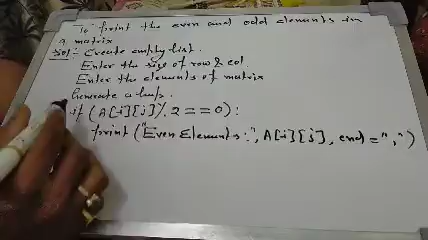 To print the even and odd elements in
a matrix
Sol:- Create empty list.
Enter the size of row & col.
Enter the elements of matrix
Generate a loop.
if (A[i][j]%2==0):
print("Even Elements:", A[i][j], end=",")